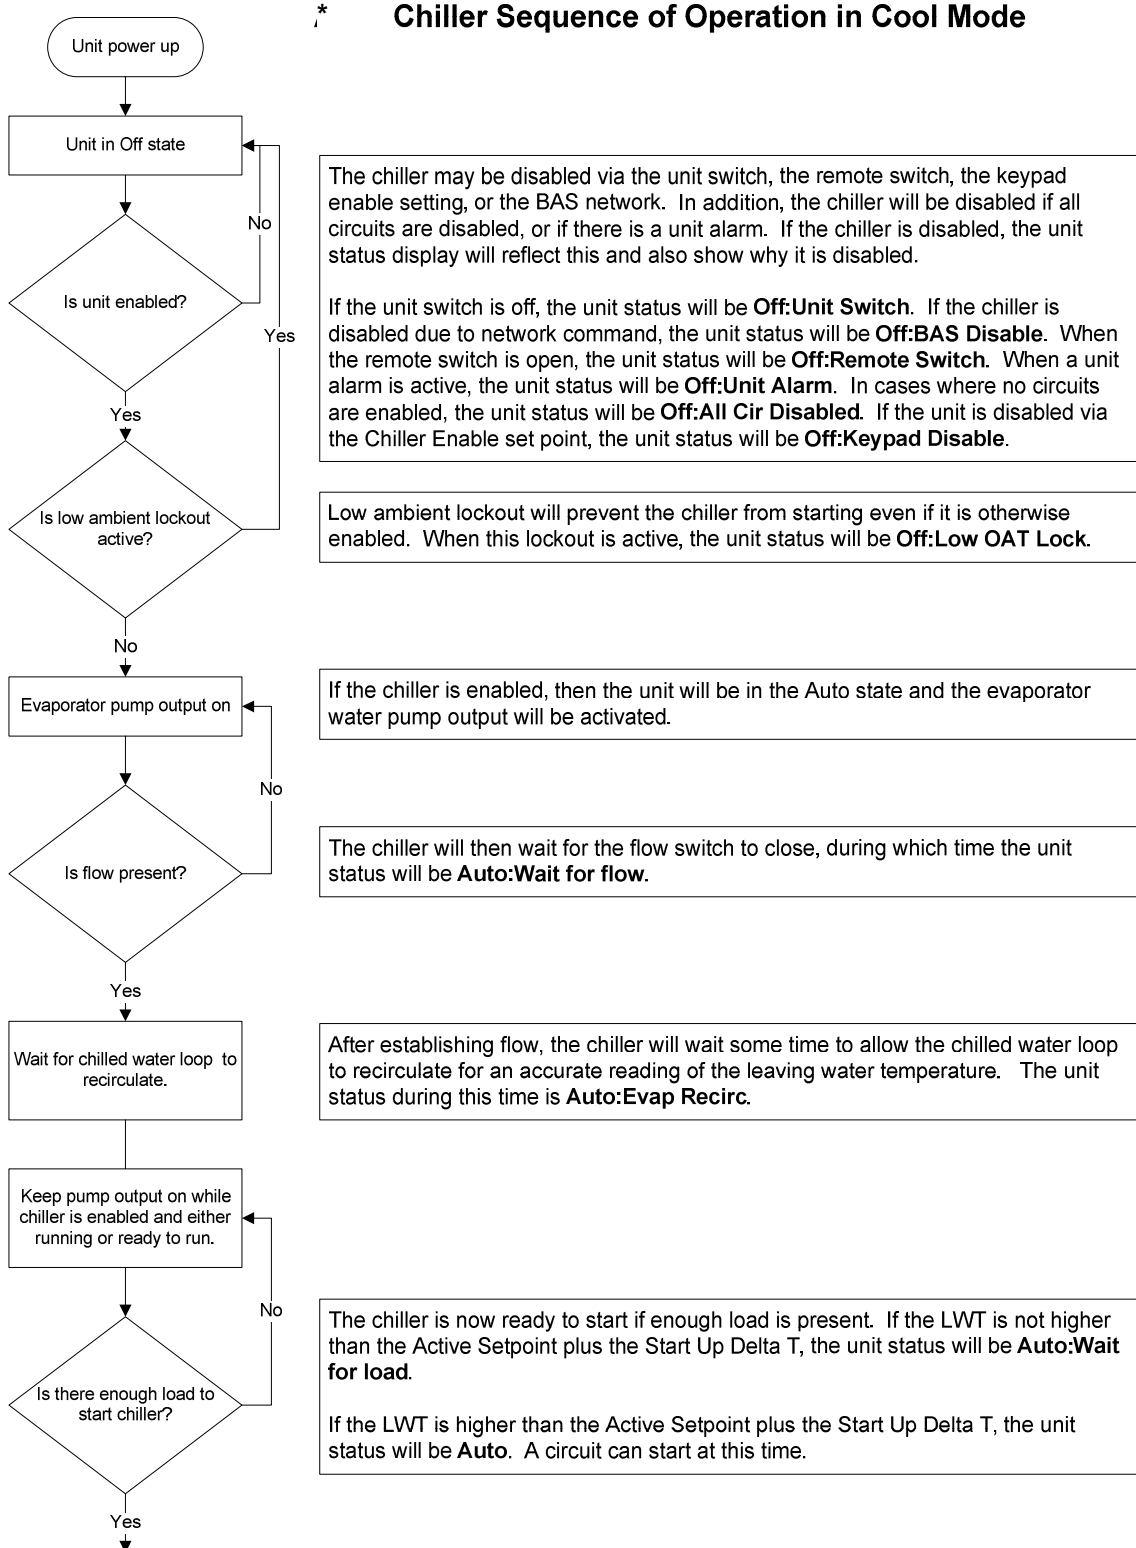 * Chiller Sequence of Operation in Cool Mode
Unit power up
Unit in Off state
No
Is unit enabled?
Yes
Yes
The chiller may be disabled via the unit switch, the remote switch, the keypad
enable setting, or the BAS network. In addition, the chiller will be disabled if all
circuits are disabled, or if there is a unit alarm. If the chiller is disabled, the unit
status display will reflect this and also show why it is disabled.
If the unit switch is off, the unit status will be Off:Unit Switch. If the chiller is
disabled due to network command, the unit status will be Off:BAS Disable. When
the remote switch is open, the unit status will be Off:Remote Switch. When a unit
alarm is active, the unit status will be Off:Unit Alarm. In cases where no circuits
are enabled, the unit status will be Off:All Cir Disabled. If the unit is disabled via
the Chiller Enable set point, the unit status will be Off:Keypad Disable.
Is low ambient lockout
active?
No
Low ambient lockout will prevent the chiller from starting even if it is otherwise
enabled. When this lockout is active, the unit status will be Off:Low OAT Lock.
Evaporator pump output on
If the chiller is enabled, then the unit will be in the Auto state and the evaporator
water pump output will be activated.
No
Is flow present?
Yes
The chiller will then wait for the flow switch to close, during which time the unit
status will be Auto:Wait for flow.
Wait for chilled water loop to
recirculate.
After establishing flow, the chiller will wait some time to allow the chilled water loop
to recirculate for an accurate reading of the leaving water temperature. The unit
status during this time is Auto:Evap Recirc.
Keep pump output on while
chiller is enabled and either
running or ready to run.
No
Is there enough load to
start chiller?
Yes
The chiller is now ready to start if enough load is present. If the LWT is not higher
than the Active Setpoint plus the Start Up Delta T, the unit status will be Auto:Wait
for load.
If the LWT is higher than the Active Setpoint plus the Start Up Delta T, the unit
status will be Auto. A circuit can start at this time.